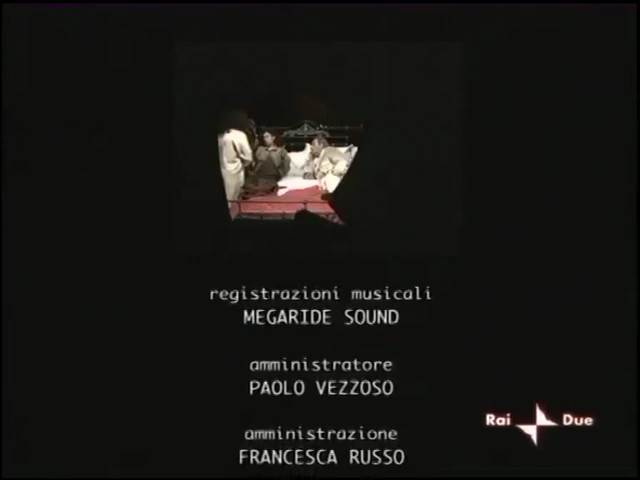 registrazioni musicali
MEGARIDE SOUND
amministratore
PAOLO VEZZOSO
Rai Due
amministrazione
FRANCESCA RUSSO